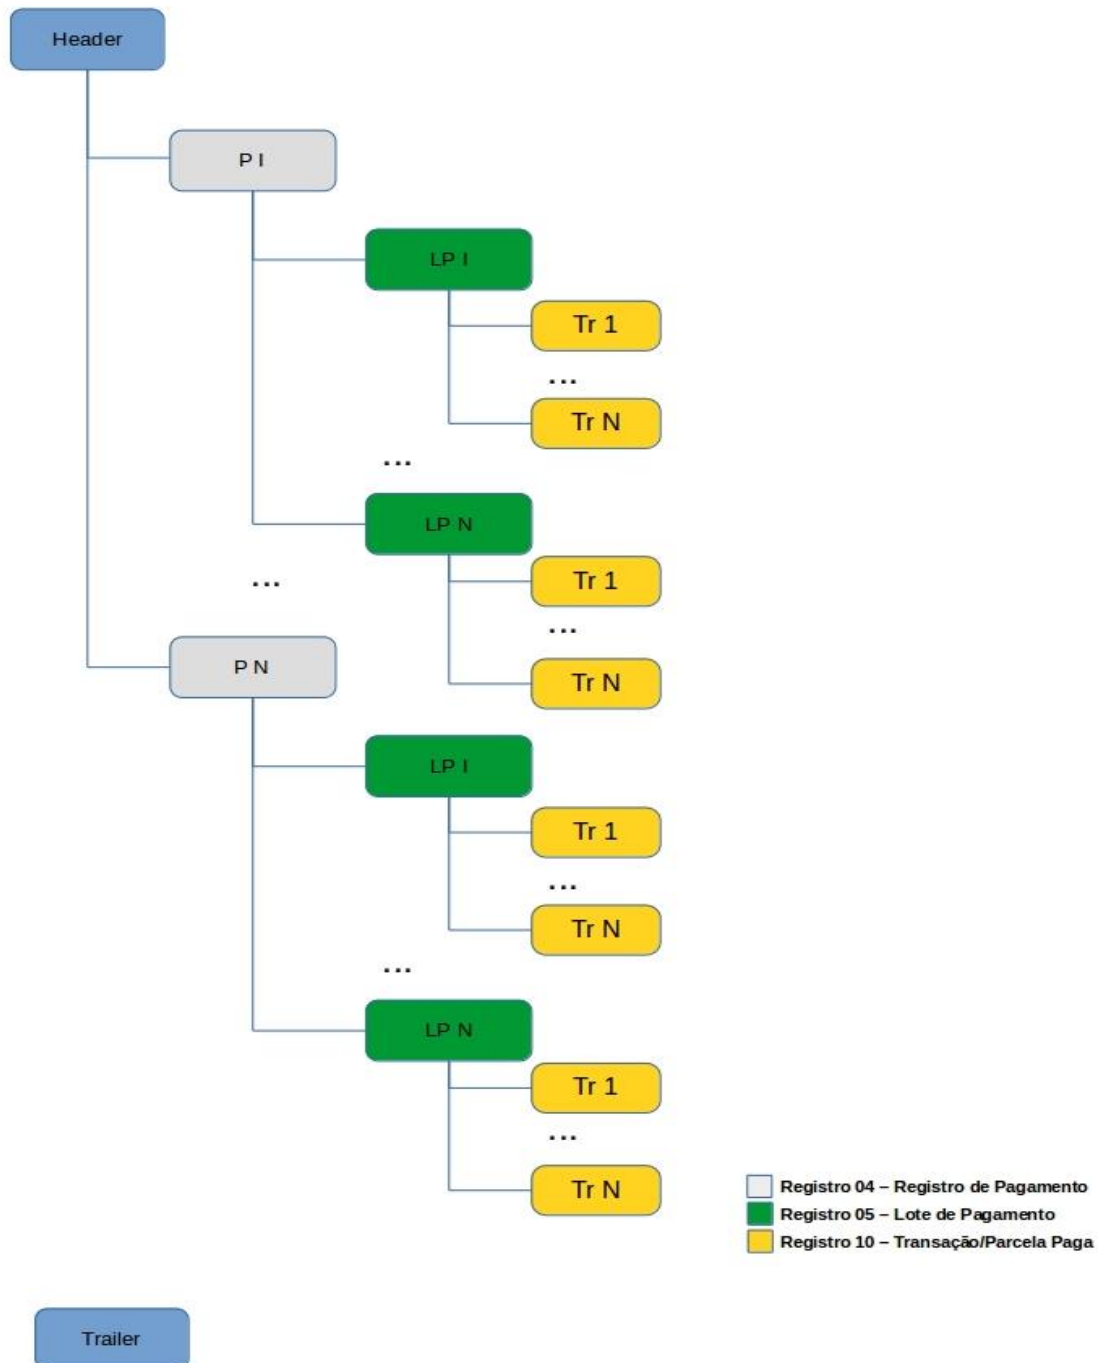 Header
P I
LP I
Tr 1
...
Tr N
...
LP N
Tr 1
...
...
Tr N
P N
LP I
Tr 1
...
Tr N
...
LP N
Tr 1
...
Tr N
Registro 04 – Registro de Pagamento
Registro 05 – Lote de Pagamento
Registro 10 – Transação/Parcela Paga
Trailer